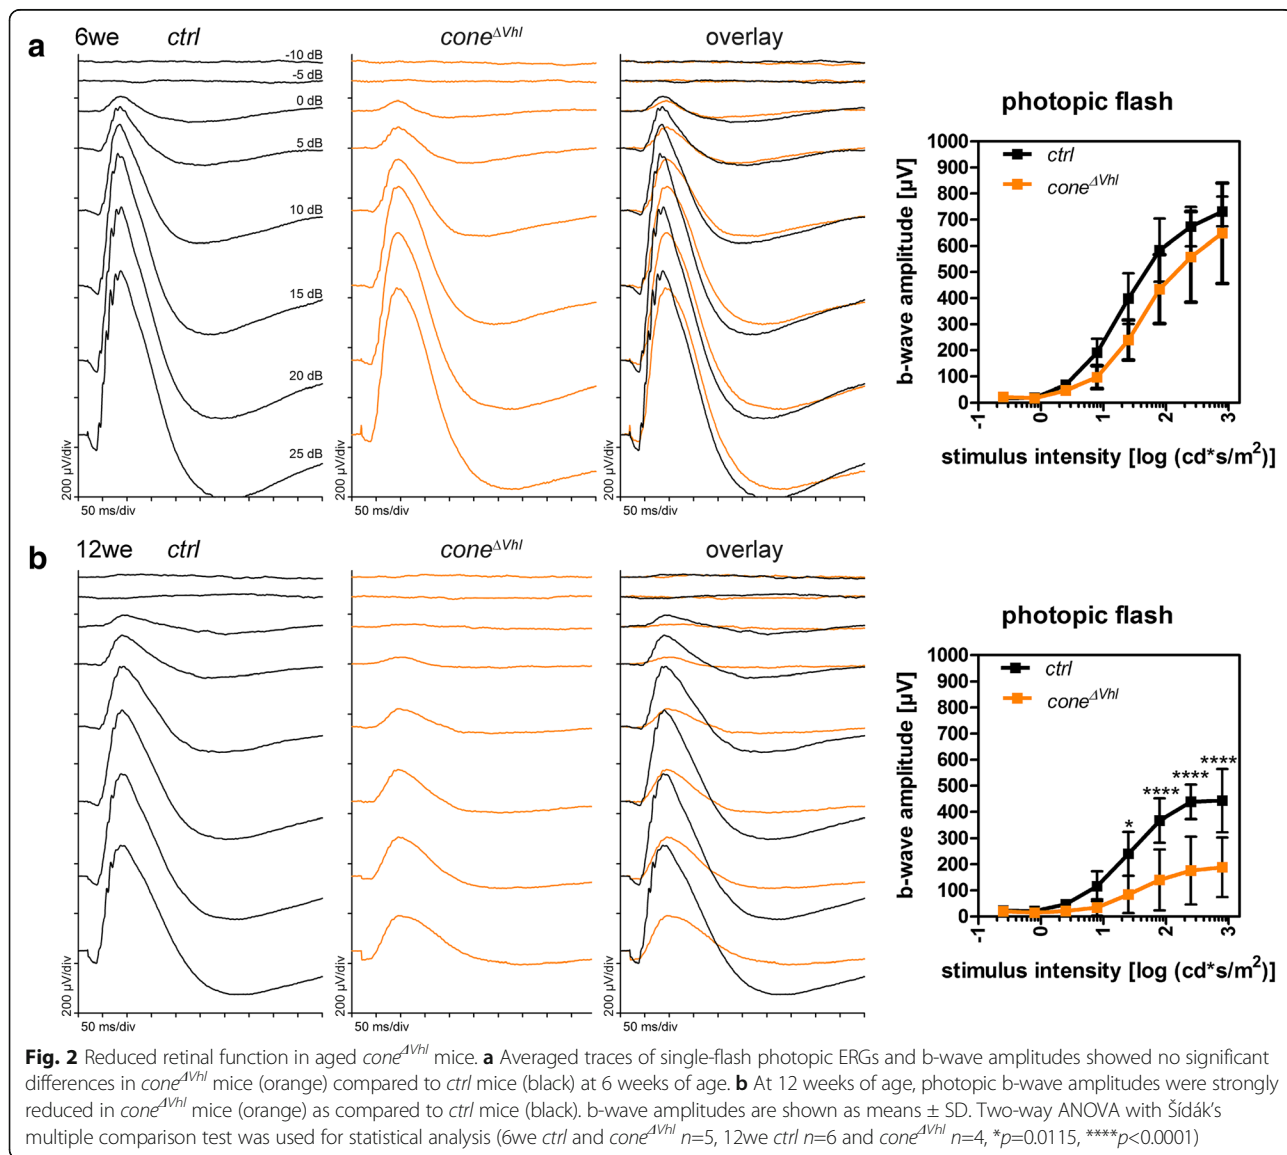 a
6we ctrl
cone^ΔVhl
overlay
-10 dB
-5 dB
0 dB
5 dB
10 dB
15 dB
20 dB
25 dB
200 µV/div
50 ms/div
200 µV/div
200 µV/div
photopic flash
ctrl
cone^ΔVhl
b-wave amplitude [µV]
1000
900
800
700
600
500
400
300
200
100
0
-1 0 1 2 3
stimulus intensity [log (cd*s/m²)]
b
12we ctrl
cone^ΔVhl
overlay
200 µV/div
50 ms/div
200 µV/div
50 ms/div
200 µV/div
photopic flash
ctrl
cone^ΔVhl
b-wave amplitude [µV]
1000
900
800
700
600
500
400
300
200
100
0
* **** **** ****
-1 0 1 2 3
stimulus intensity [log (cd*s/m²)]
Fig. 2 Reduced retinal function in aged cone^ΔVhl mice. a Averaged traces of single-flash photopic ERGs and b-wave amplitudes showed no significant
differences in cone^ΔVhl mice (orange) compared to ctrl mice (black) at 6 weeks of age. b At 12 weeks of age, photopic b-wave amplitudes were strongly
reduced in cone^ΔVhl mice (orange) as compared to ctrl mice (black). b-wave amplitudes are shown as means ± SD. Two-way ANOVA with Šídák's
multiple comparison test was used for statistical analysis (6we ctrl and cone^ΔVhl n=5, 12we ctrl n=6 and cone^ΔVhl n=4, *p=0.0115, ****p<0.0001)